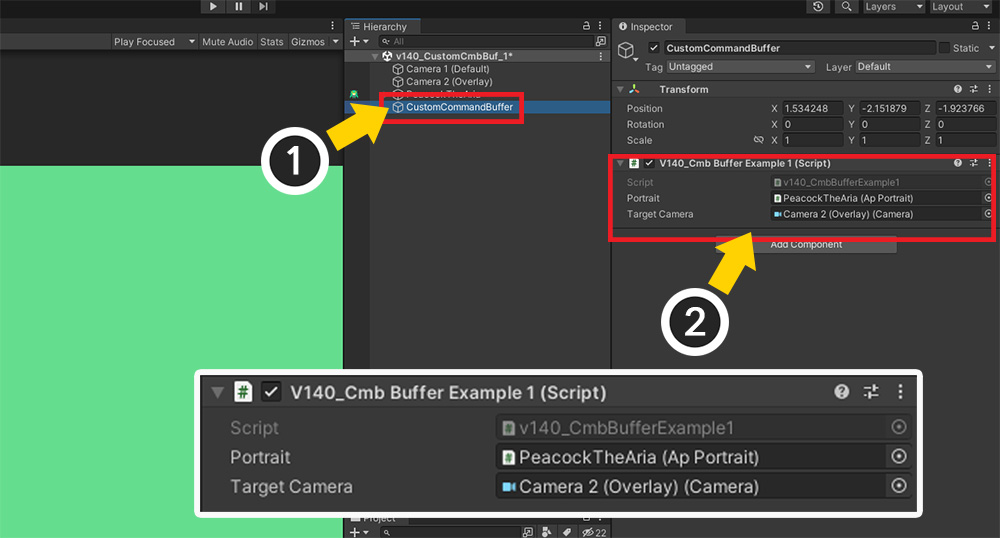 Layers
Layout
Play Focused
Mute Audio
Stats
Gizmos
Hierarchy
All
v140_CustomCmbBuf_1*
Camera 1 (Default)
Camera 2 (Overlay)
PeacockTheAria
CustomCommandBuffer
1
Inspector
CustomCommandBuffer
Static
Tag Untagged
Layer Default
Transform
Position X 1.534248 Y -2.151879 Z -1.923766
Rotation X 0 Y 0 Z 0
Scale X 1 Y 1 Z 1
V140_Cmb Buffer Example 1 (Script)
Script v140_CmbBufferExample1
Portrait PeacockTheAria (Ap Portrait)
Target Camera Camera 2 (Overlay) (Camera)
Add Component
2
V140_Cmb Buffer Example 1 (Script)
Script # v140_CmbBufferExample1
Portrait # PeacockTheAria (Ap Portrait)
Target Camera Camera 2 (Overlay) (Camera)
Project
22